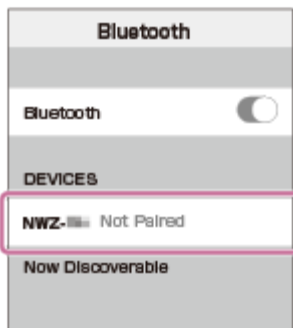 Bluetooth
Bluetooth
DEVICES
NWZ- Not Paired
Now Discoverable